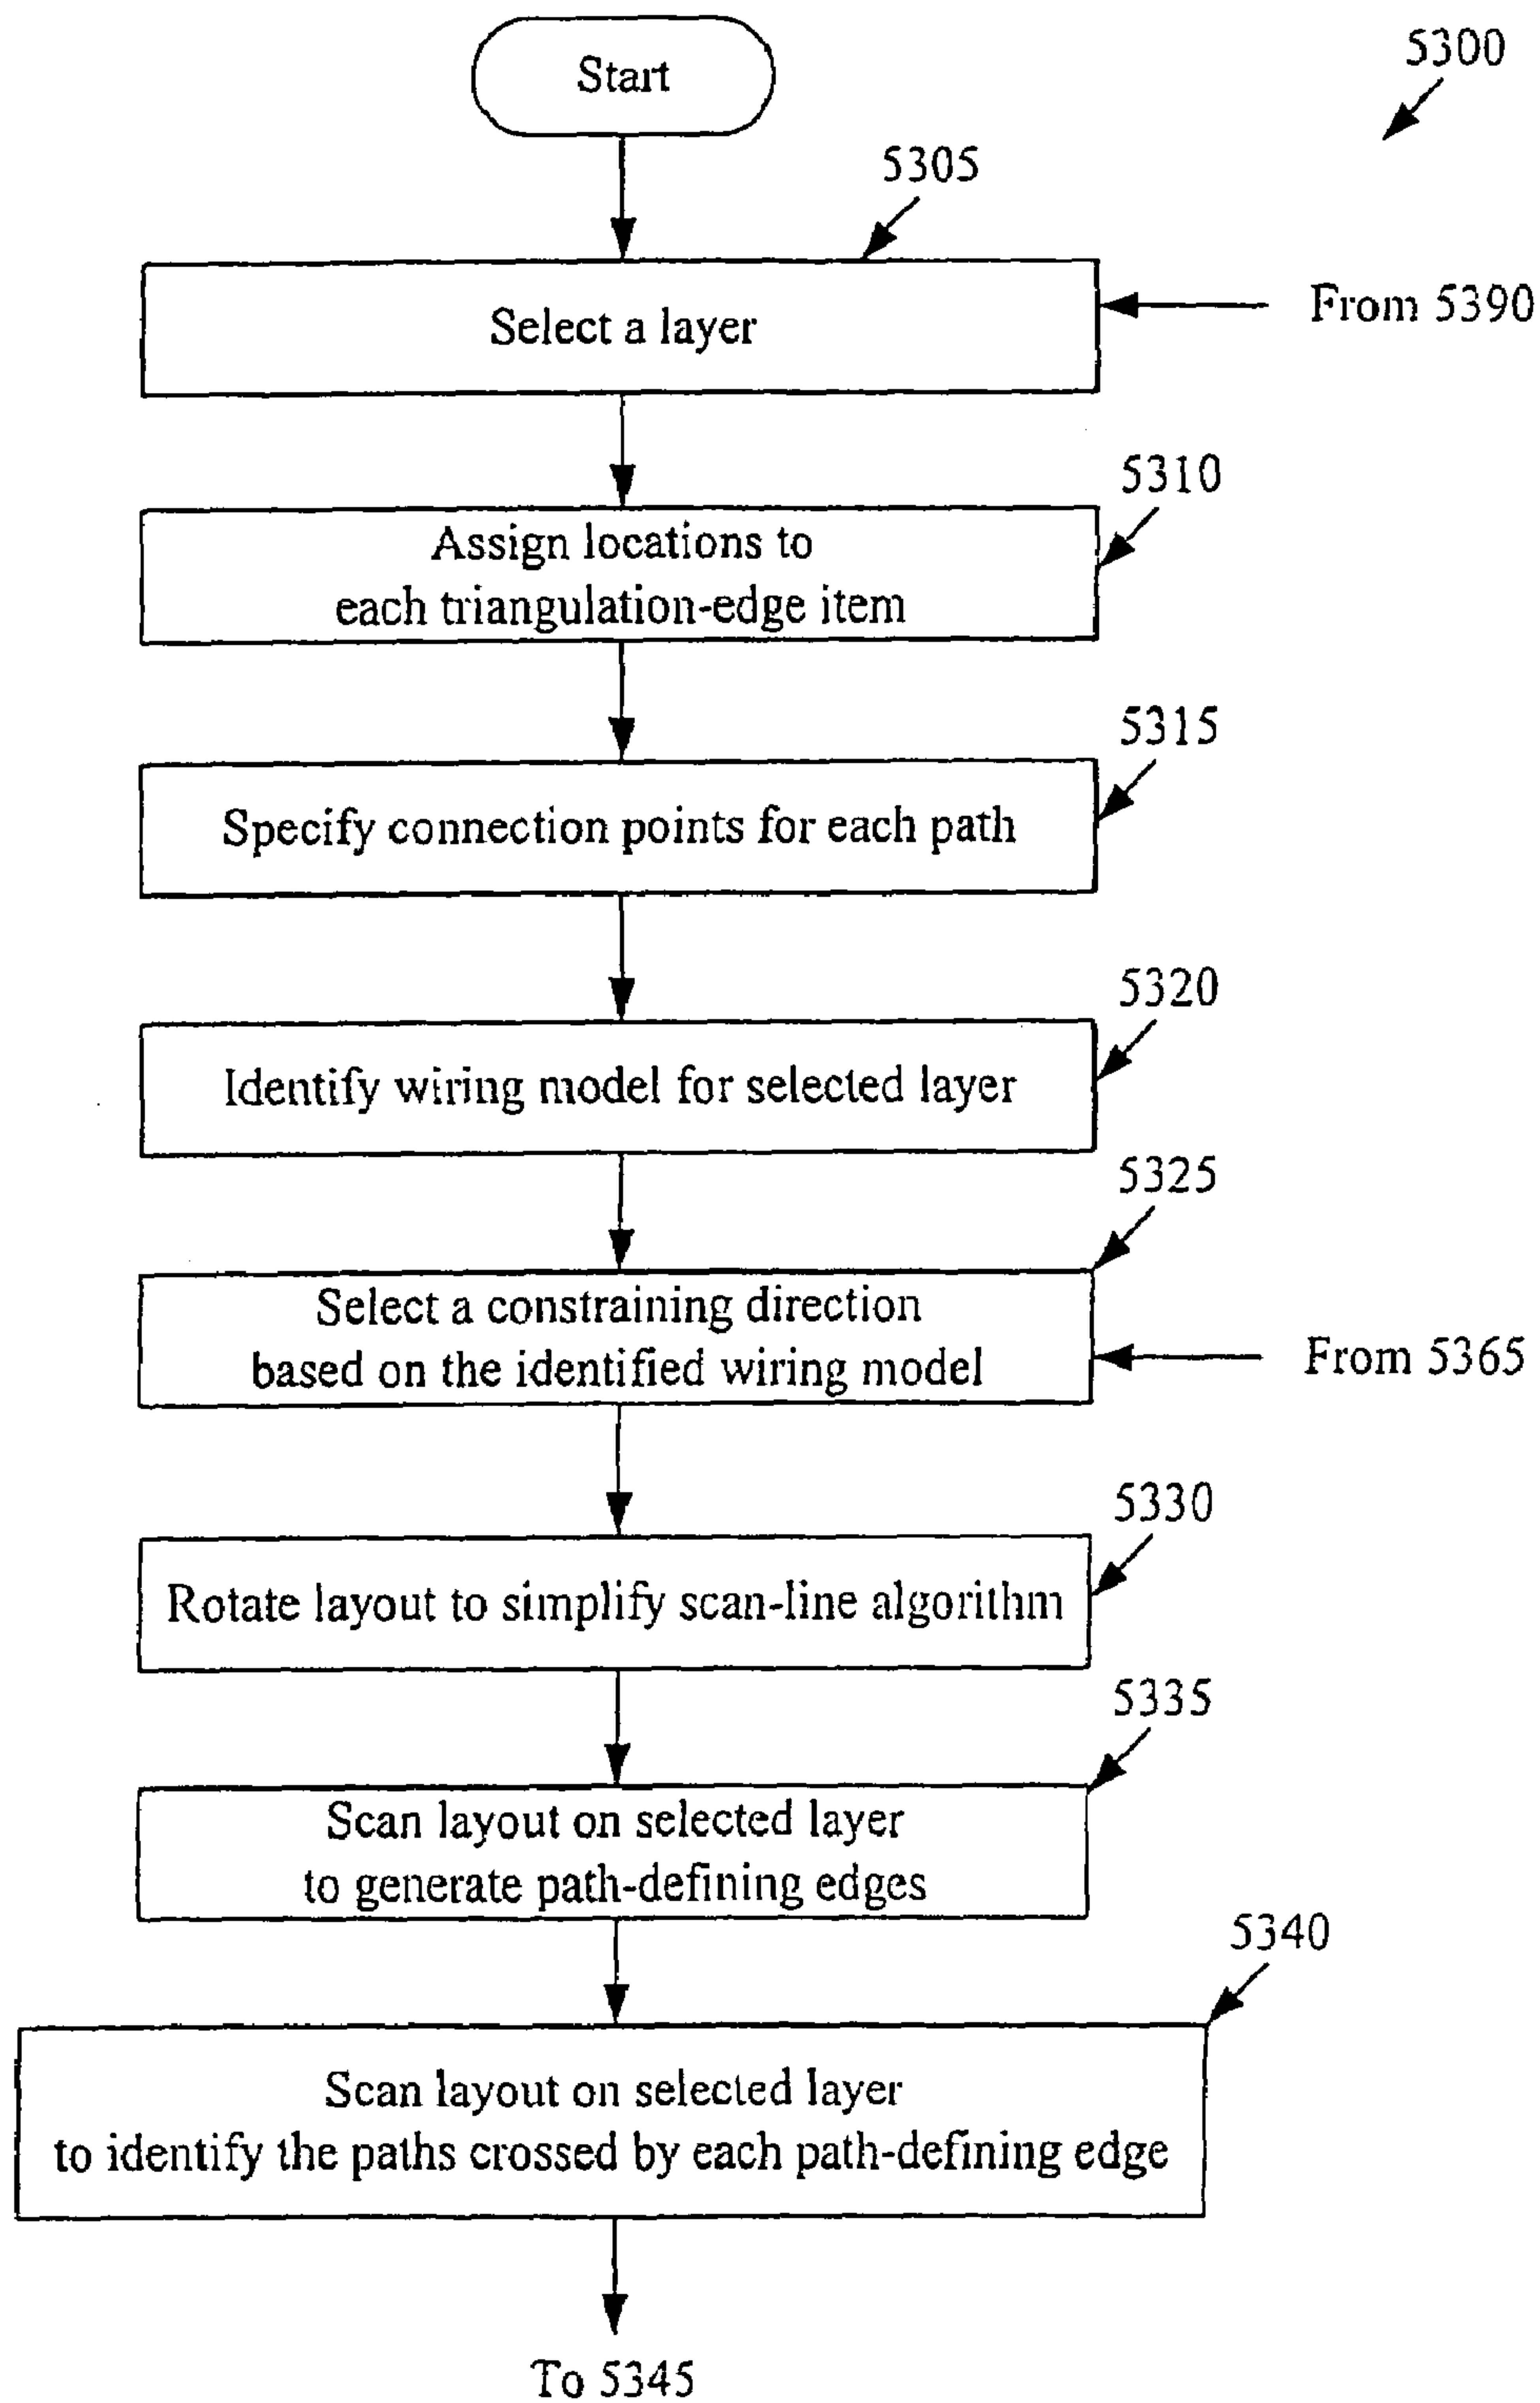 Start
5300
5305
Select a layer
From 5390
5310
Assign locations to
each triangulation-edge item
5315
Specify connection points for each path
5320
Identify wiring model for selected layer
5325
Select a constraining direction
based on the identified wiring model
From 5365
5330
Rotate layout to simplify scan-line algorithm
5335
Scan layout on selected layer
to generate path-defining edges
5340
Scan layout on selected layer
to identify the paths crossed by each path-defining edge
To 5345